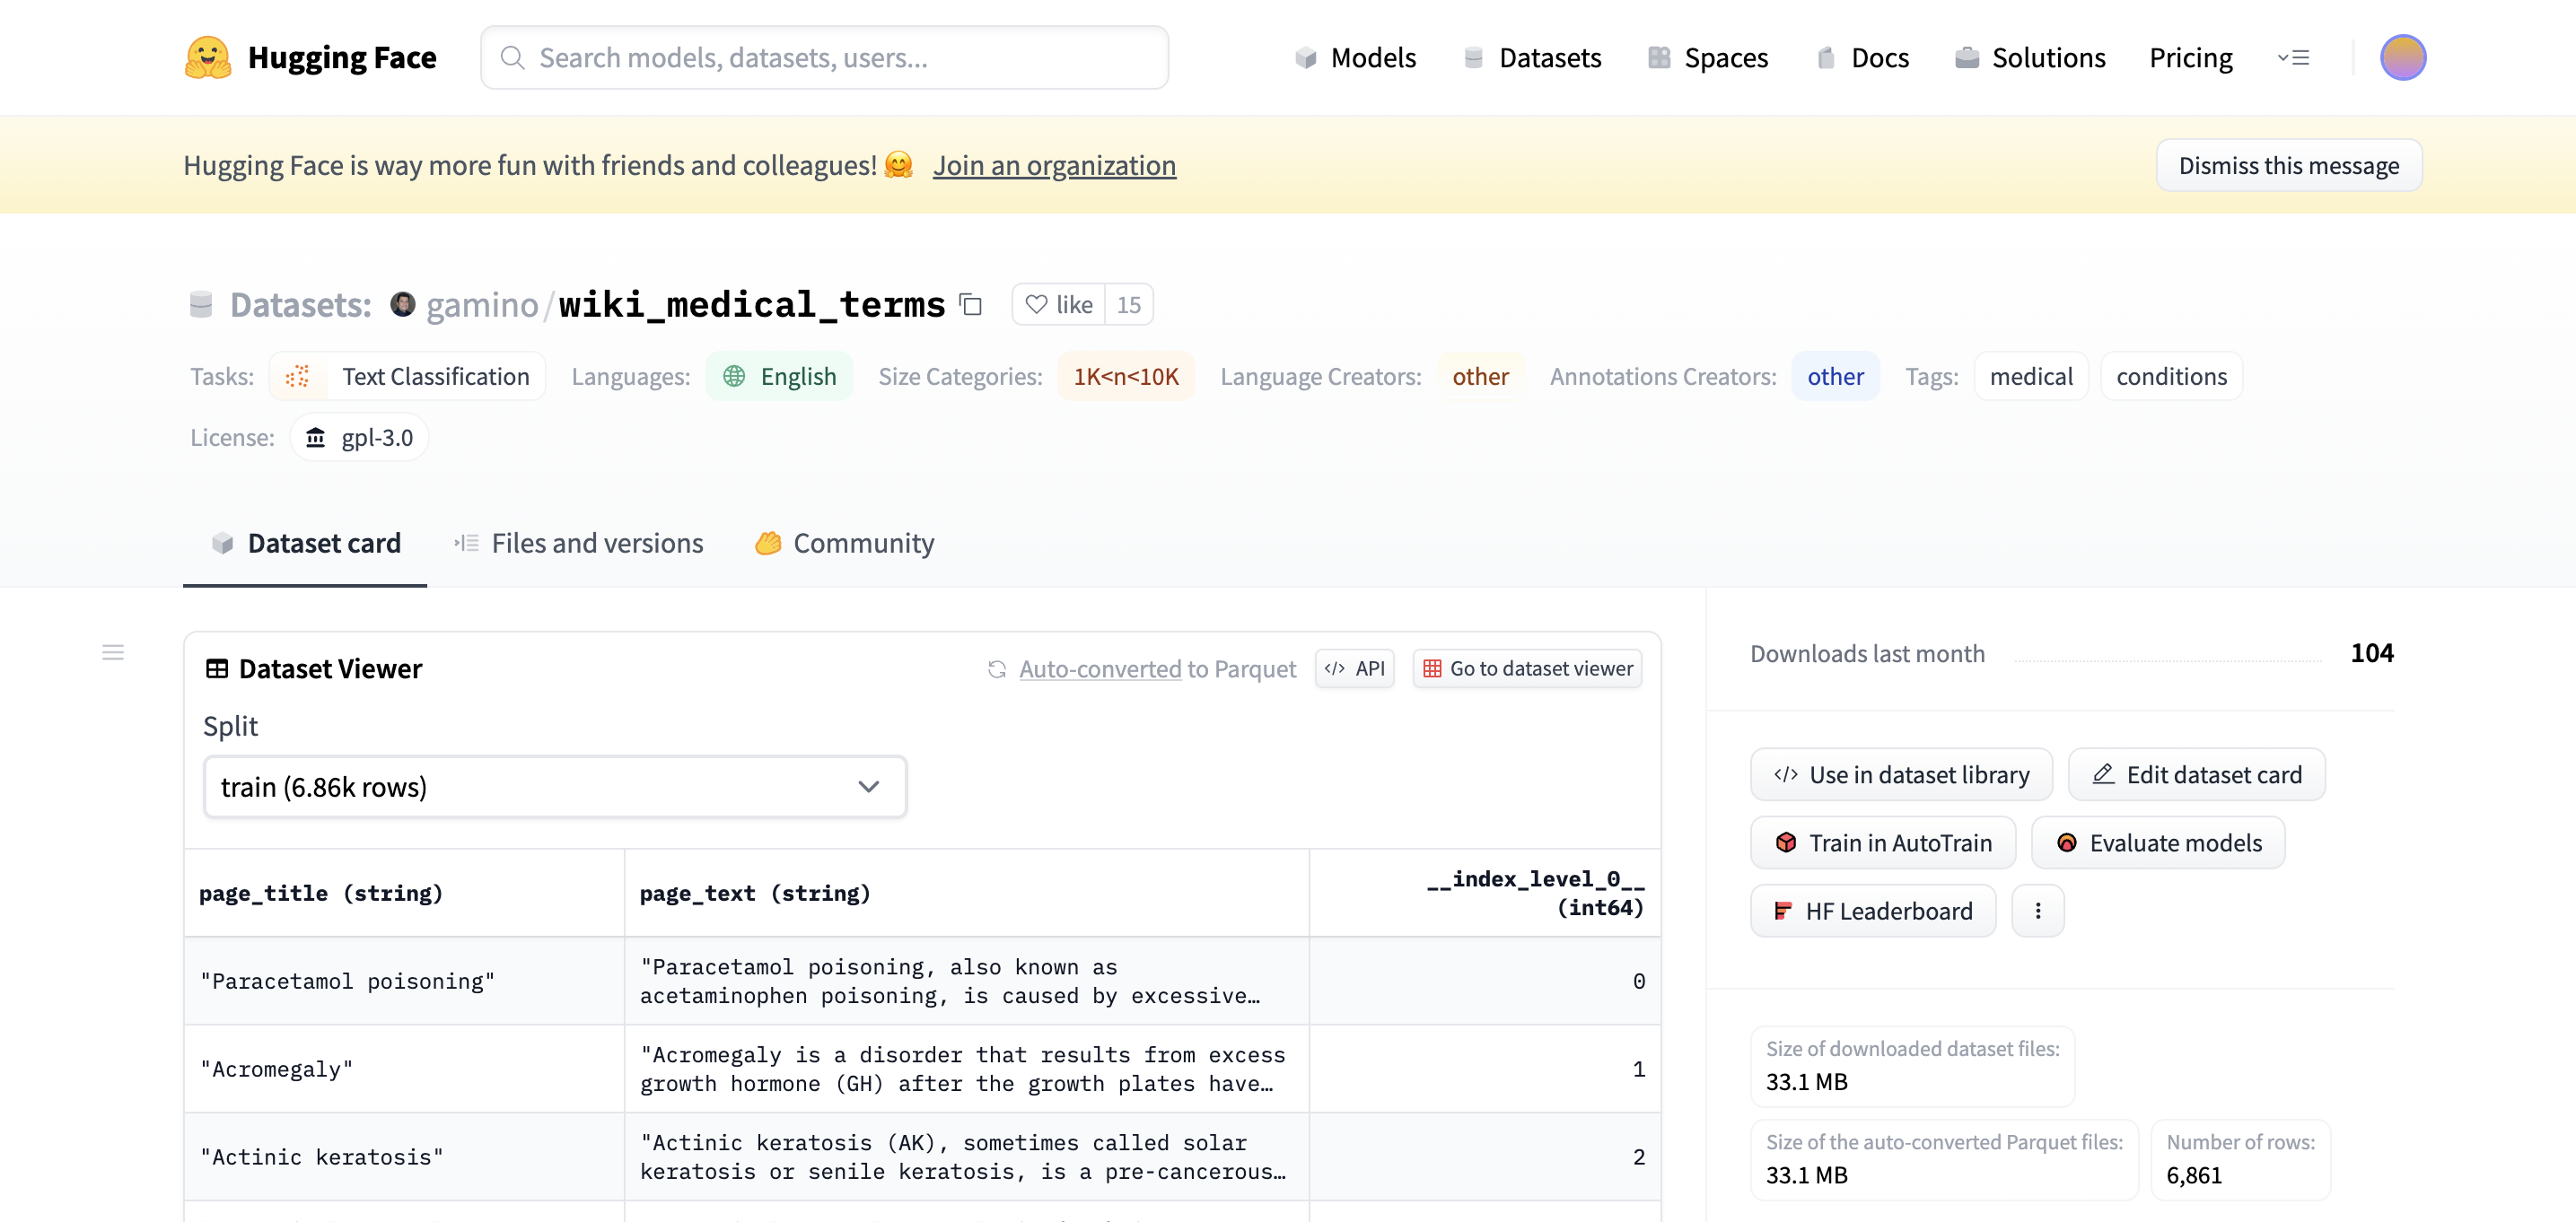 Hugging Face
Search models, datasets, users...
Models
Datasets
Spaces
Docs
Solutions
Pricing
Hugging Face is way more fun with friends and colleagues! 🤗 Join an organization
Dismiss this message
Datasets: gamino/wiki_medical_terms
like 15
Tasks: Text Classification Languages: English Size Categories: 1K<n<10K Language Creators: other Annotations Creators: other Tags: medical conditions
License: gpl-3.0
Dataset card
Files and versions
Community
Dataset Viewer
Auto-converted to Parquet
</> API
Go to dataset viewer
Split
train (6.86k rows)
page_title (string)
page_text (string)
__index_level_0__
(int64)
"Paracetamol poisoning"
"Paracetamol poisoning, also known as
acetaminophen poisoning, is caused by excessive…
0
"Acromegaly"
"Acromegaly is a disorder that results from excess
growth hormone (GH) after the growth plates have…
1
"Actinic keratosis"
"Actinic keratosis (AK), sometimes called solar
keratosis or senile keratosis, is a pre-cancerous…
2
Downloads last month
104
</> Use in dataset library
Edit dataset card
Train in AutoTrain
Evaluate models
HF Leaderboard
Size of downloaded dataset files:
33.1 MB
Size of the auto-converted Parquet files:
33.1 MB
Number of rows:
6,861